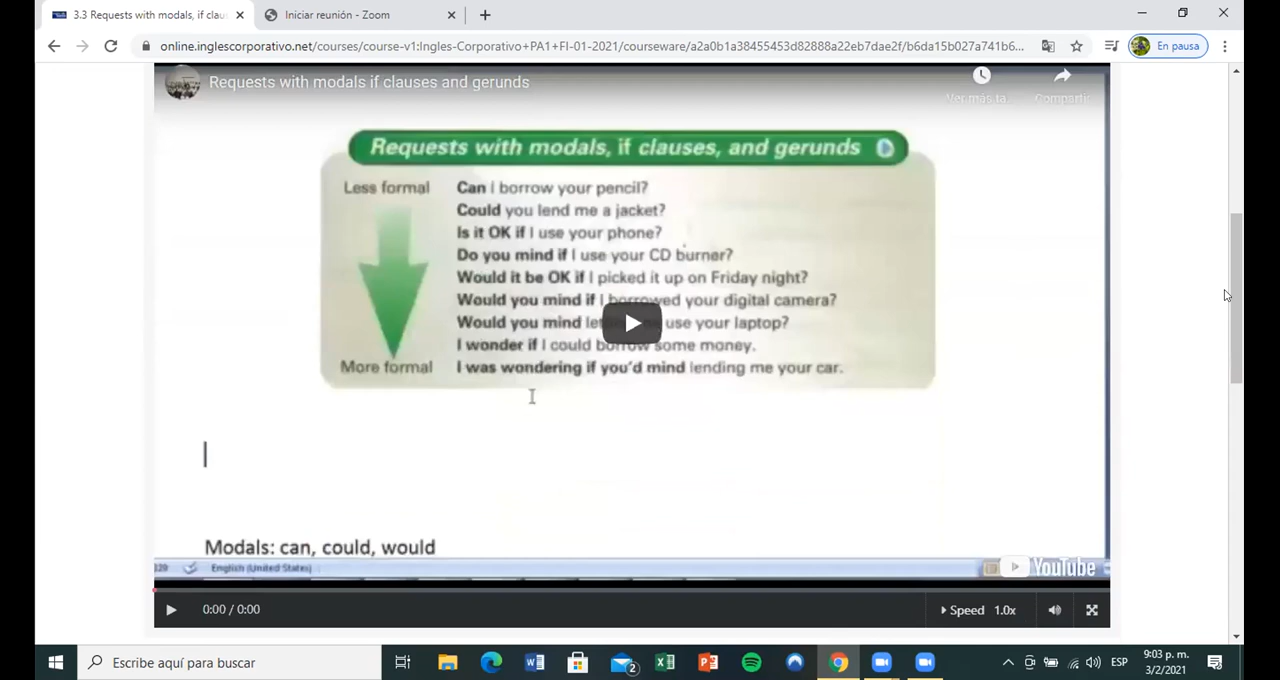 3.3 Requests with modals, if clau
Iniciar reunión - Zoom
online.inglescorporativo.net/courses/course-v1:Ingles-Corporativo+PA1+FI-01-2021/courseware/a2a0b1a38455453d82888a22eb7dae2f/b6da15b027a741b6...
En pausa
Requests with modals if clauses and gerunds
Ver más ta...
Compartir
Requests with modals, if clauses, and gerunds
Less formal
Can I borrow your pencil?
Could you lend me a jacket?
Is it OK if I use your phone?
Do you mind if I use your CD burner?
Would it be OK if I picked it up on Friday night?
Would you mind if I borrowed your digital camera?
Would you mind use your laptop?
I wonder if I could borrow some money.
More formal
I was wondering if you'd mind lending me your car.
Modals: can, could, would
English (United States)
YouTube
0:00 / 0:00
Speed 1.0x
Escribe aquí para buscar
2
ESP
9:03 p. m.
3/2/2021